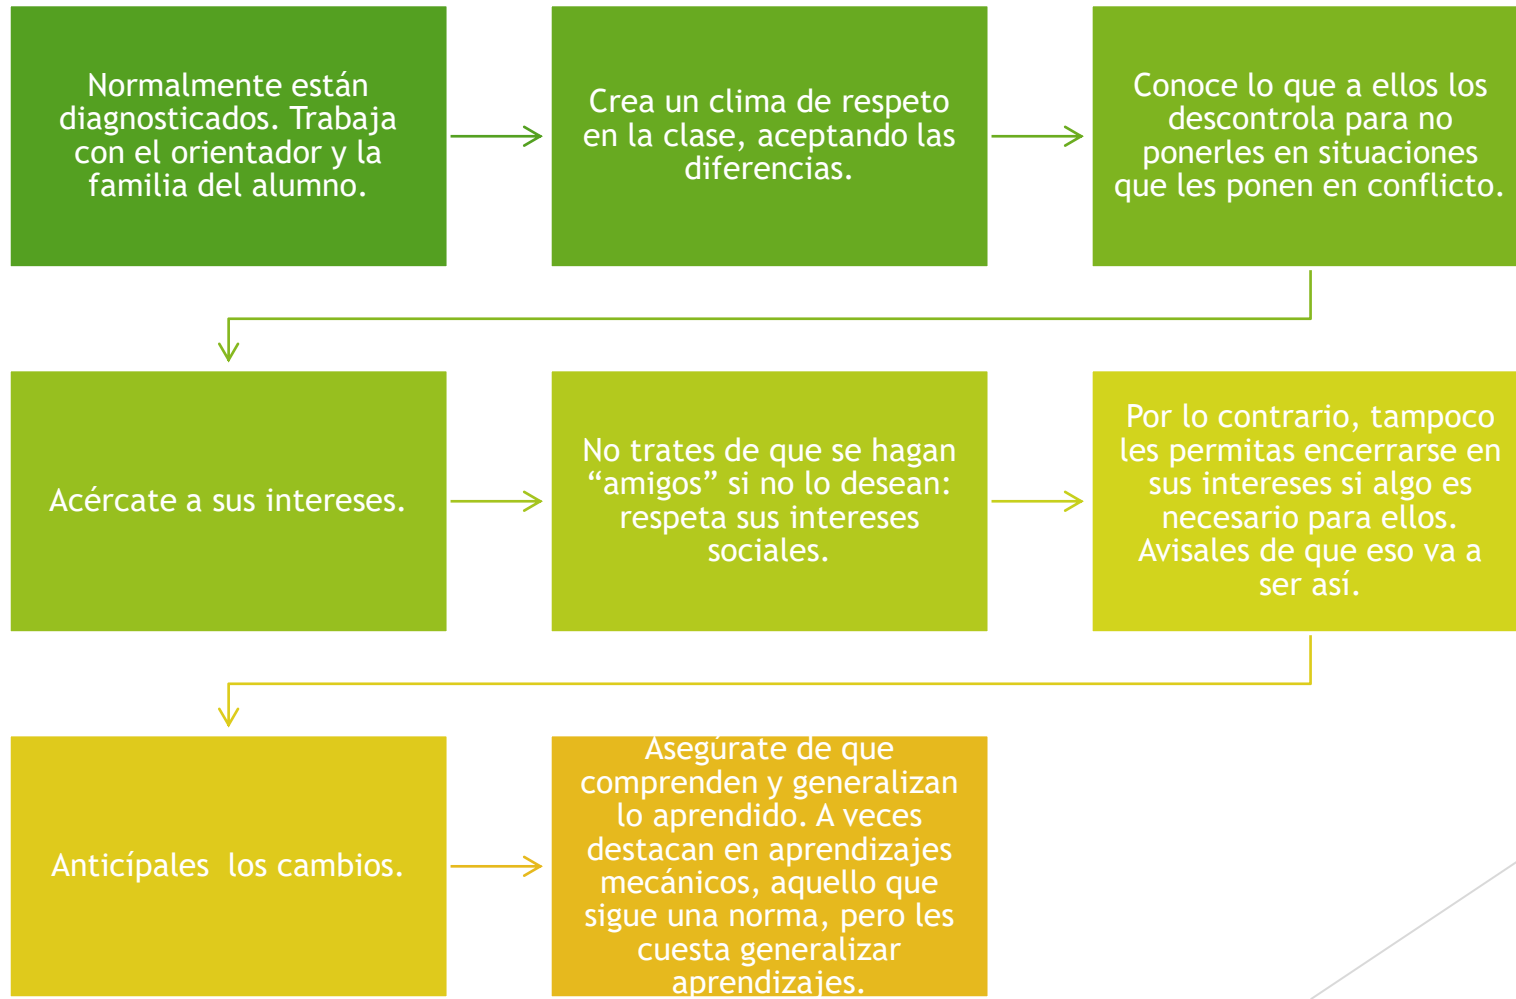 Normalmente están
diagnosticados. Trabaja
con el orientador y la
familia del alumno.
Crea un clima de respeto
en la clase, aceptando las
diferencias.
Conoce lo que a ellos los
descontrola para no
ponerles en situaciones
que les ponen en conflicto.
Acércate a sus intereses.
No trates de que se hagan
“amigos” si no lo desean:
respeta sus intereses
sociales.
Por lo contrario, tampoco
les permitas encerrarse en
sus intereses si algo es
necesario para ellos.
Avisales de que eso va a
ser así.
Anticípales  los cambios.
Asegúrate de que
comprenden y generalizan
lo aprendido. A veces
destacan en aprendizajes
mecánicos, aquello que
sigue una norma, pero les
cuesta generalizar
aprendizajes.